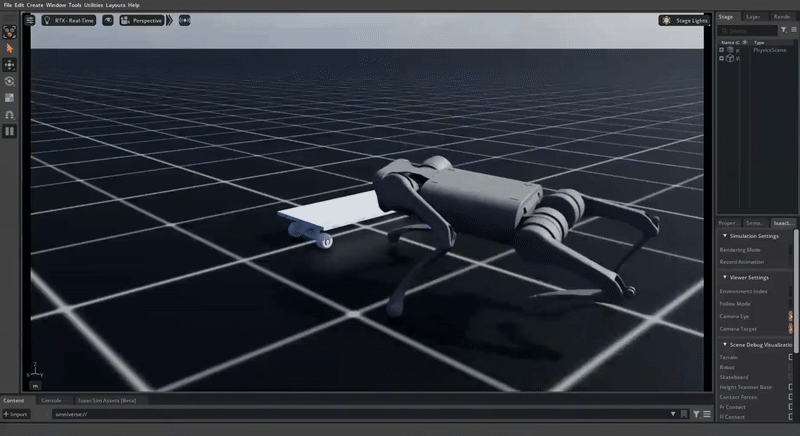 File Edit Create Window Tools Utilities Layouts Help
RTX - Real-Time
Perspective
Stage Lights
Stage Layer Rende...
Search
Type
PhysicsScene
Proper... Sema... IsaacL...
Simulation Settings
Rendering Mode
Record Animation
Viewer Settings
Environment Index
Follow Mode
Camera Eye
Camera Target
Scene Debug Visualizatio
Terrain
Robot
Skateboard
Height Scanner Base
Contact Forces
Fr Contact
Fl Contact
Z
X Y
m
Content Console Isaac Sim Assets [Beta]
Import
omniverse://